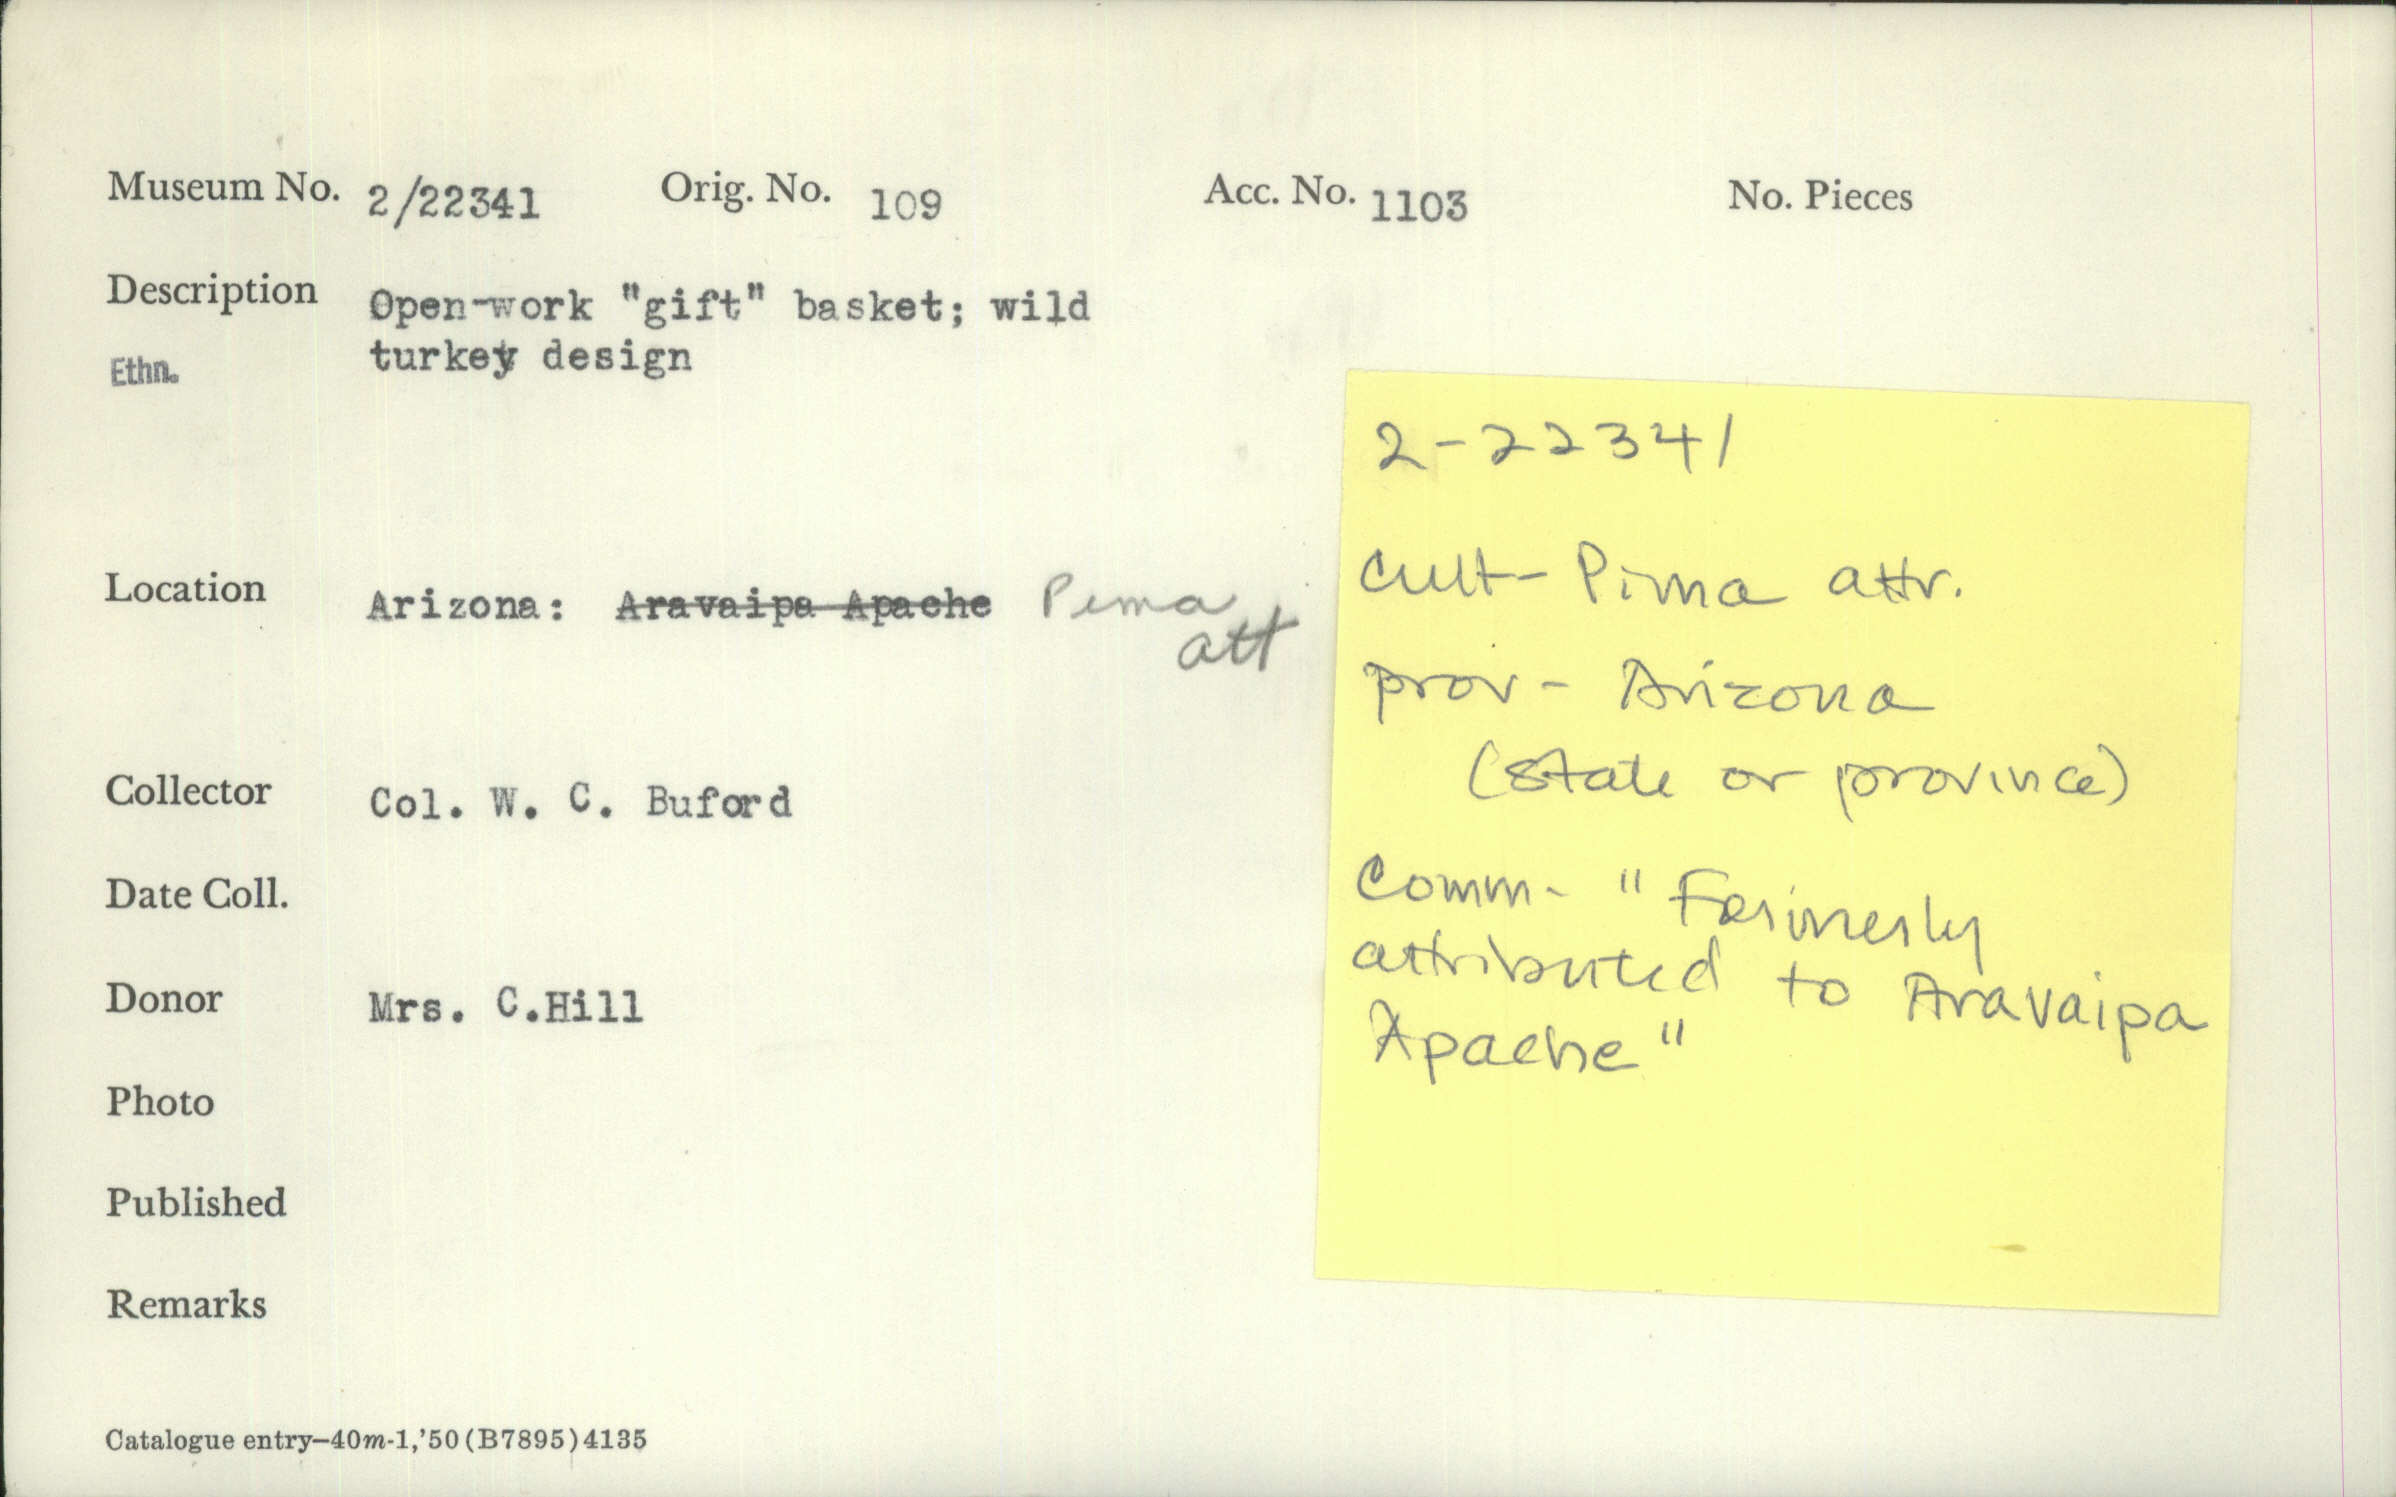 Museum No. 2/22341 Orig. No. 109 Acc. No. 1103 No. Pieces
Description Open-work "gift" basket; wild
turkey design
Ethn.
Location Arizona: Aravaipa Apache Pima
att
Collector Col. W. C. Buford
Date Coll.
Donor Mrs. C.Hill
Photo
Published
Remarks
Catalogue entry—40m-1,'50(B7895)4135
2-22341
Cult- Pima attr.
prov- Arizona
(state or province)
Comm- "Formerly
attributed to Aravaipa
Apache"